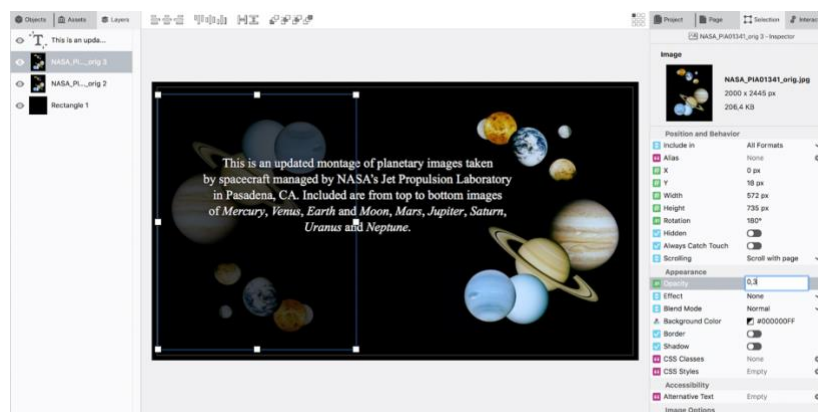 Objects
Assets
Layers
Project
Page
Selection
Interac
This is an upda...
NASA_PI..._orig 3
NASA_PI..._orig 2
Rectangle 1
This is an updated montage of planetary images taken
by spacecraft managed by NASA's Jet Propulsion Laboratory
in Pasadena, CA. Included are from top to bottom images
of Mercury, Venus, Earth and Moon, Mars, Jupiter, Saturn,
Uranus and Neptune.
NASA_PIA01341_orig 3 - Inspector
Image
NASA_PIA01341_orig.jpg
2000 x 2445 px
206,4 KB
Position and Behavior
Include in All Formats
Alias None
X 0 px
Y 18 px
Width 572 px
Height 735 px
Rotation 180°
Hidden
Always Catch Touch
Scrolling Scroll with page
Appearance
Opacity 0,3
Effect None
Blend Mode Normal
Background Color #000000FF
Border
Shadow
CSS Classes None
CSS Styles Empty
Accessibility
Alternative Text Empty
Image Options